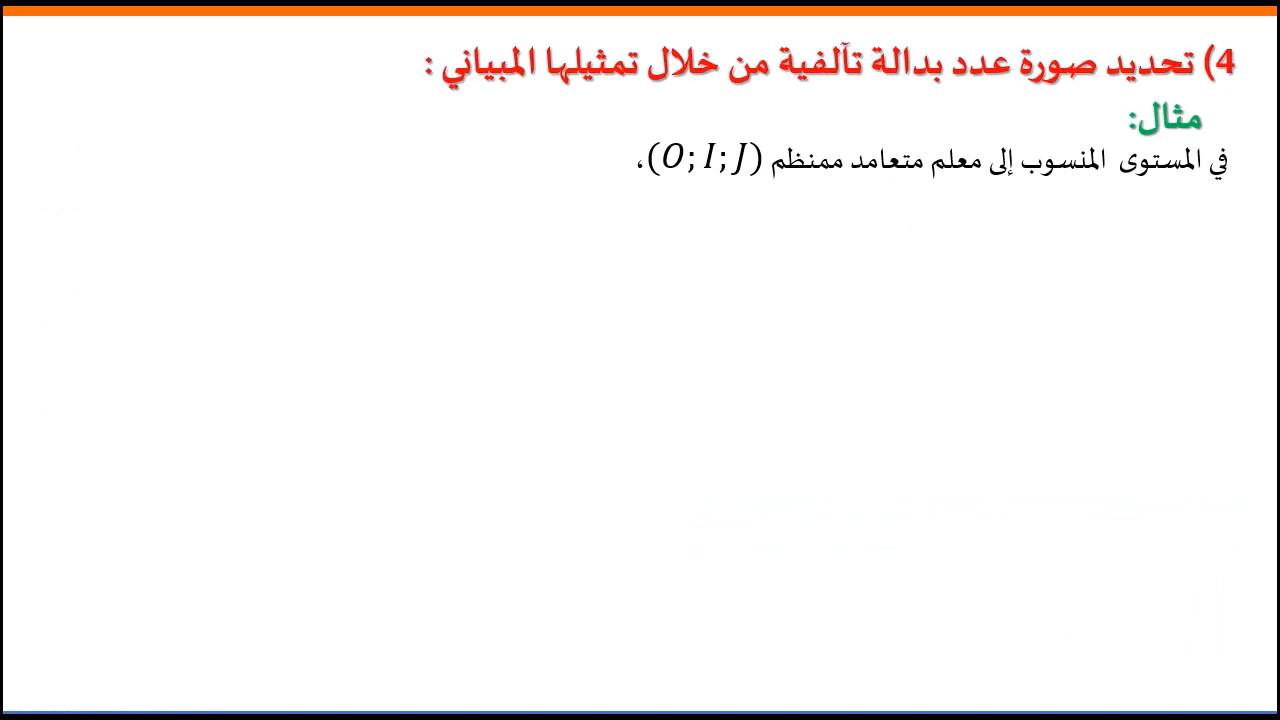 4) تحديد صورة عدد بدالة تآلفية من خلال تمثيلها المبياني :
مثال:
في المستوى المنسوب إلى معلم متعامد ممنظم (O; I; J)،